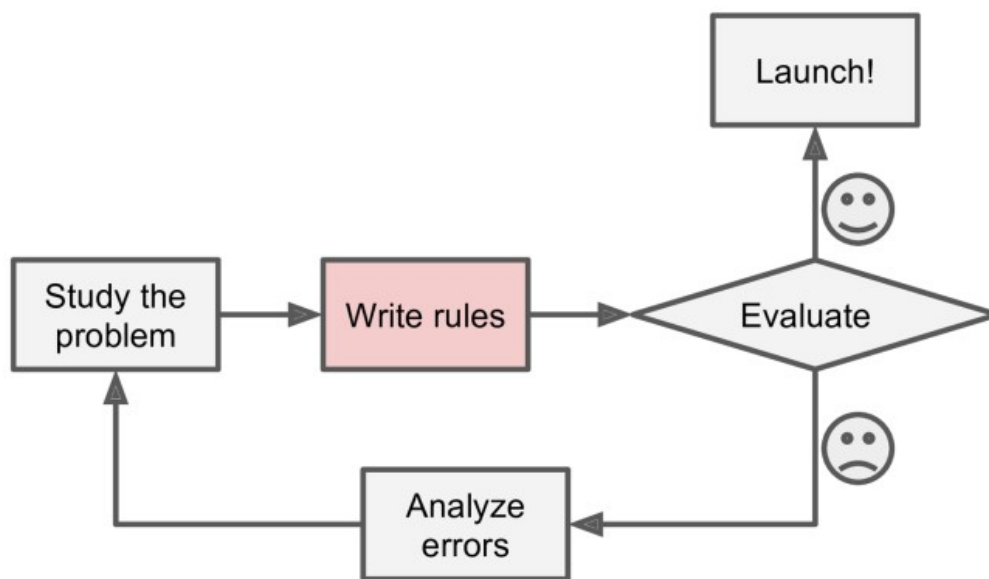 Launch!
Study the
problem
Write rules
Evaluate
Analyze
errors